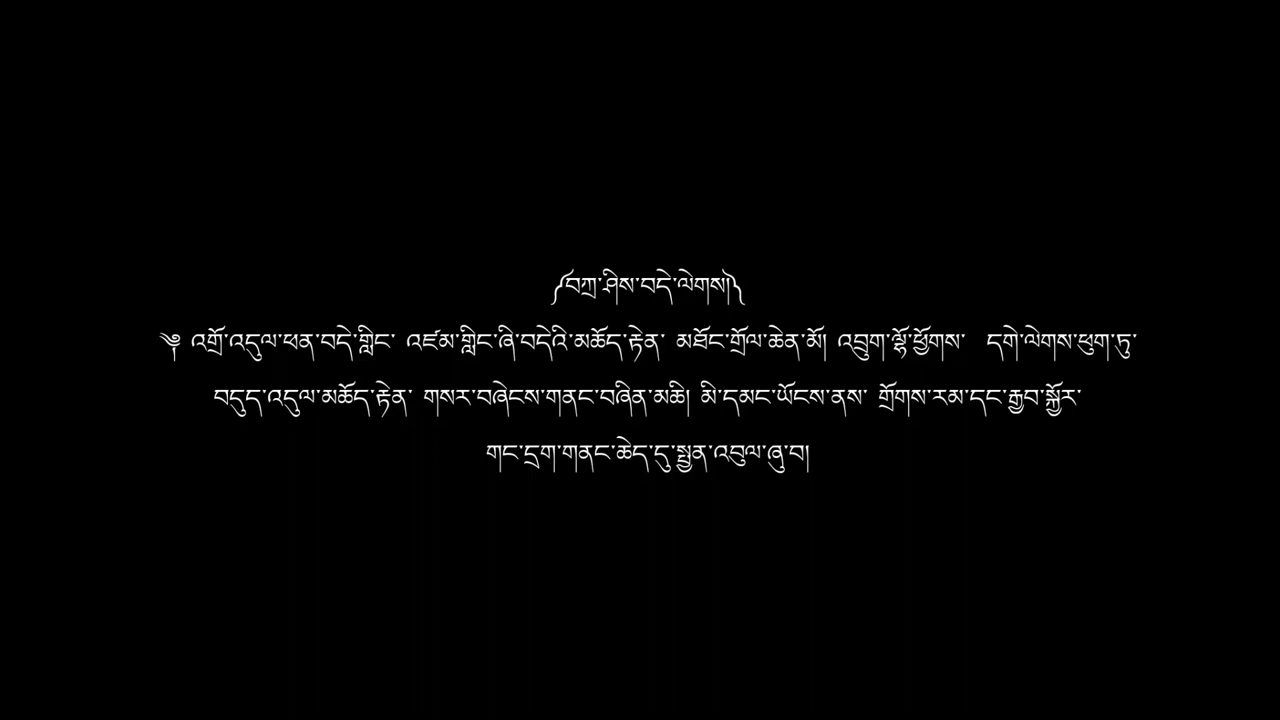 ༼བཀྲ་ཤིས་བདེ་ལེགས།༽
༄ འགྲོ་འདུལ་ཕན་བདེ་གླིང་ འཛམ་གླིང་ཞི་བདེའི་མཆོད་རྟེན་ མཐོང་གྲོལ་ཆེན་མོ། འབྲུག་ལྷོ་ཕྱོགས་ དགེ་ལེགས་ཕུག་ཏུ་
བདུད་འདུལ་མཆོད་རྟེན་ གསར་བཞེངས་གནང་བཞིན་མཆི། མི་དམང་ཡོངས་ནས་ གྲོགས་རམ་དང་རྒྱབ་སྐྱོར་
གང་དྲག་གནང་ཆེད་དུ་སྤྱན་འབུལ་ཞུ་བ།